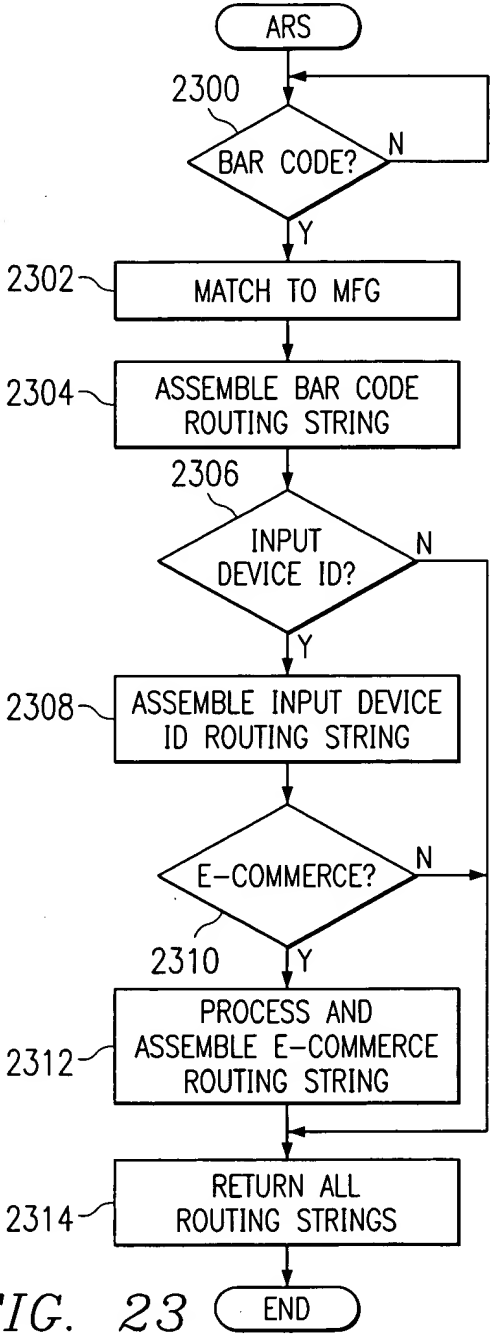 ARS
2300
BAR CODE?
N
Y
2302
MATCH TO MFG
2304
ASSEMBLE BAR CODE
ROUTING STRING
2306
INPUT
DEVICE ID?
N
Y
2308
ASSEMBLE INPUT DEVICE
ID ROUTING STRING
E-COMMERCE?
N
2310
Y
2312
PROCESS AND
ASSEMBLE E-COMMERCE
ROUTING STRING
2314
RETURN ALL
ROUTING STRINGS
IG. 23
END